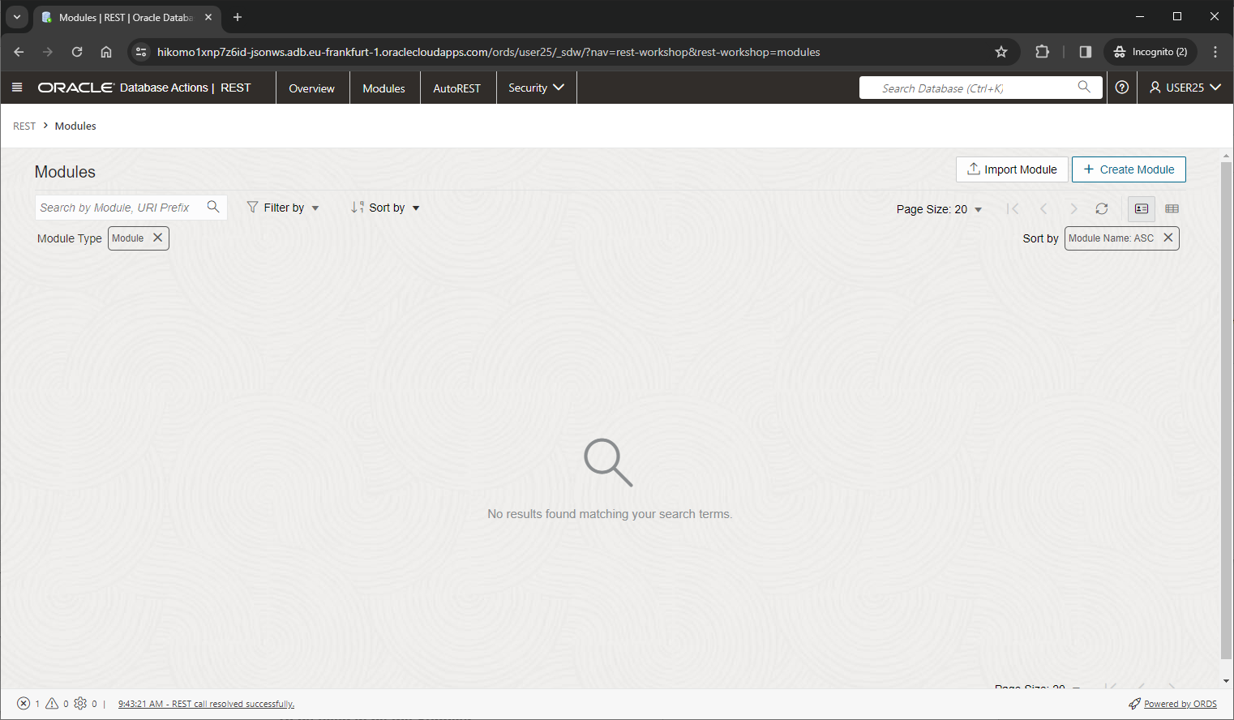 Modules | REST | Oracle Databa
hikomo1xnp7z6id-jsonws.adb.eu-frankfurt-1.oraclecloudapps.com/ords/user25/_sdw/?nav=rest-workshop&rest-workshop=modules
Incognito (2)
ORACLE Database Actions | REST
Overview
Modules
AutoREST
Security
Search Database (Ctrl+K)
USER25
REST > Modules
Modules
Import Module
+ Create Module
Search by Module, URI Prefix
Filter by
Sort by
Page Size: 20
Module Type
Module
Sort by
Module Name: ASC
No results found matching your search terms.
Page Size: 20
1
0
0 |
9:43:21 AM - REST call resolved successfully.
Powered by ORDS